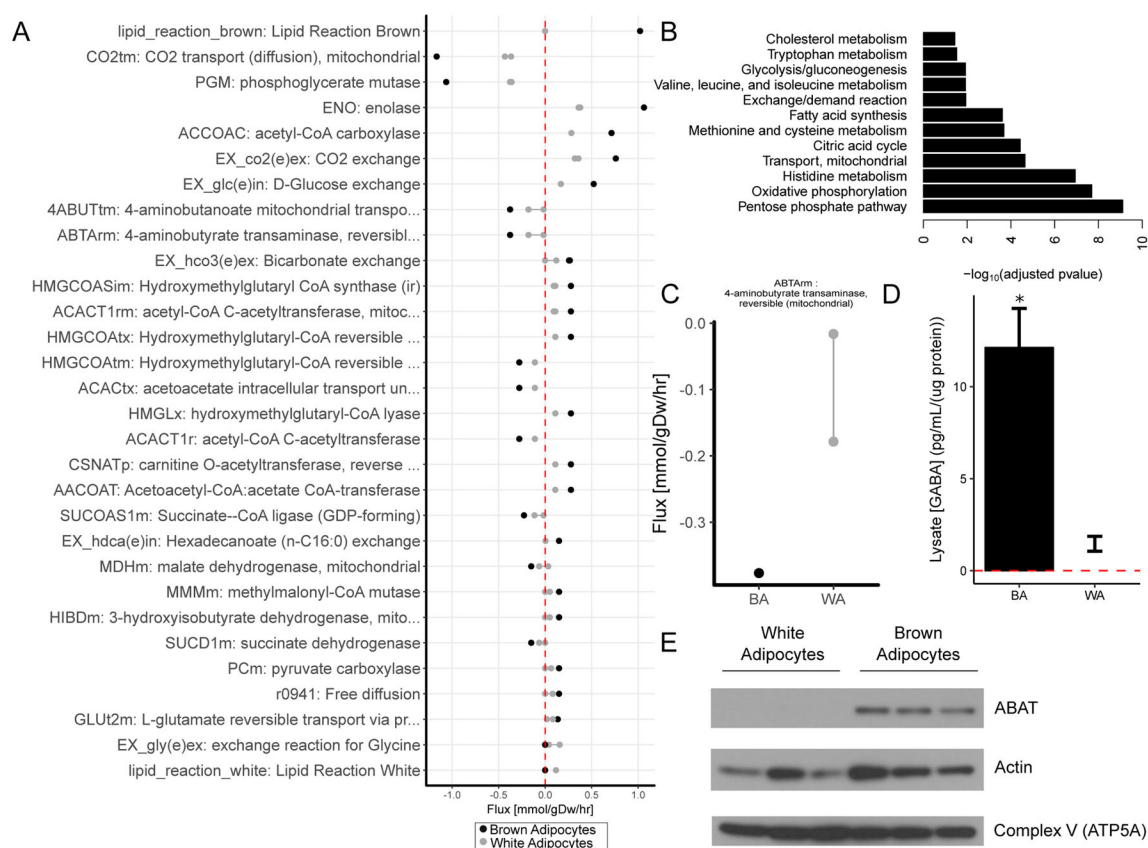 A
lipid_reaction_brown: Lipid Reaction Brown
CO2tm: CO2 transport (diffusion), mitochondrial
PGM: phosphoglycerate mutase
ENO: enolase
ACCOAC: acetyl-CoA carboxylase
EX_co2(e)ex: CO2 exchange
EX_glc(e)in: D-Glucose exchange
4ABUTtm: 4-aminobutanoate mitochondrial transpo...
ABTArm: 4-aminobutyrate transaminase, reversibl...
EX_hco3(e)ex: Bicarbonate exchange
HMGCOASim: Hydroxymethylglutaryl CoA synthase (ir)
ACACT1rm: acetyl-CoA C-acetyltransferase, mitoc...
HMGCOAtx: Hydroxymethylglutaryl-CoA reversible ...
HMGCOAtm: Hydroxymethylglutaryl-CoA reversible ...
ACACtx: acetoacetate intracellular transport un...
HMGLx: hydroxymethylglutaryl-CoA lyase
ACACT1r: acetyl-CoA C-acetyltransferase
CSNATp: carnitine O-acetyltransferase, reverse ...
AACOAT: Acetoacetyl-CoA:acetate CoA-transferase
SUCOAS1m: Succinate--CoA ligase (GDP-forming)
EX_hdca(e)in: Hexadecanoate (n-C16:0) exchange
MDHm: malate dehydrogenase, mitochondrial
MMMm: methylmalonyl-CoA mutase
HIBDm: 3-hydroxyisobutyrate dehydrogenase, mito...
SUCD1m: succinate dehydrogenase
PCm: pyruvate carboxylase
r0941: Free diffusion
GLUt2m: L-glutamate reversible transport via pr...
EX_gly(e)ex: exchange reaction for Glycine
lipid_reaction_white: Lipid Reaction White
-1.0 -0.5 0.0 0.5 1.0
Flux [mmol/gDw/hr]
Brown Adipocytes
White Adipocytes
B
Cholesterol metabolism
Tryptophan metabolism
Glycolysis/gluconeogenesis
Valine, leucine, and isoleucine metabolism
Exchange/demand reaction
Fatty acid synthesis
Methionine and cysteine metabolism
Citric acid cycle
Transport, mitochondrial
Histidine metabolism
Oxidative phosphorylation
Pentose phosphate pathway
0 2 4 6 8 10
−log10(adjusted pvalue)
C
ABTArm :
4-aminobutyrate transaminase,
reversible (mitochondrial)
Flux [mmol/gDw/hr]
0.0
-0.1
-0.2
-0.3
BA WA
D
Lysate [GABA] (pg/mL/(ug protein))
*
10
5
0
BA WA
E
White Adipocytes
Brown Adipocytes
ABAT
Actin
Complex V (ATP5A)